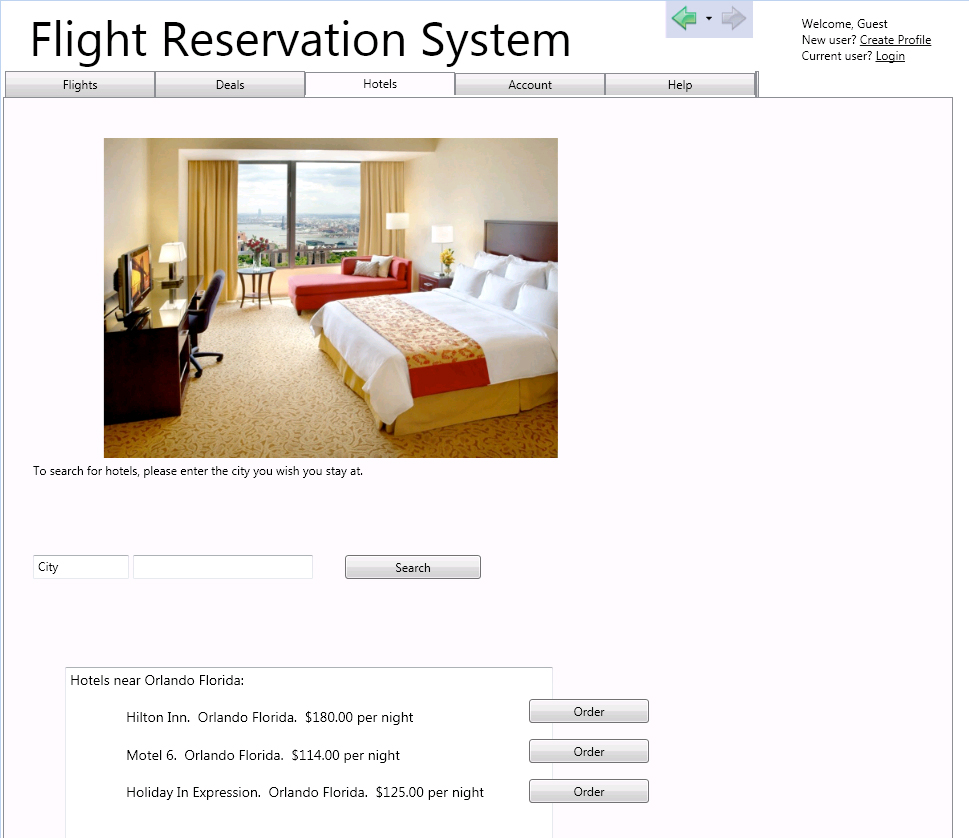 Flight Reservation System
Welcome, Guest
New user? Create Profile
Current user? Login
Flights Deals Hotels Account Help
To search for hotels, please enter the city you wish you stay at.
City Search
Hotels near Orlando Florida:
Hilton Inn.  Orlando Florida.  $180.00 per night Order
Motel 6.  Orlando Florida.  $114.00 per night Order
Holiday In Expression.  Orlando Florida.  $125.00 per night Order